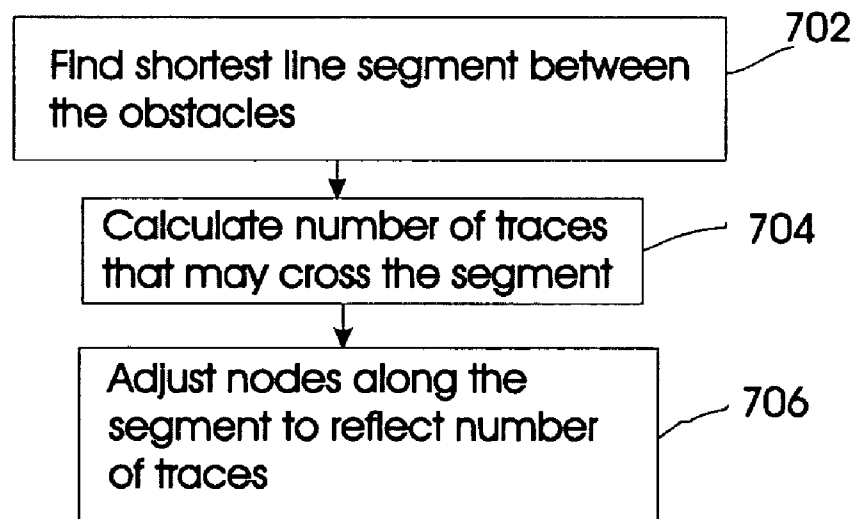 702
Find shortest line segment between
the obstacles
Calculate number of traces
that may cross the segment
704
Adjust nodes along the
segment to reflect number
of traces
706